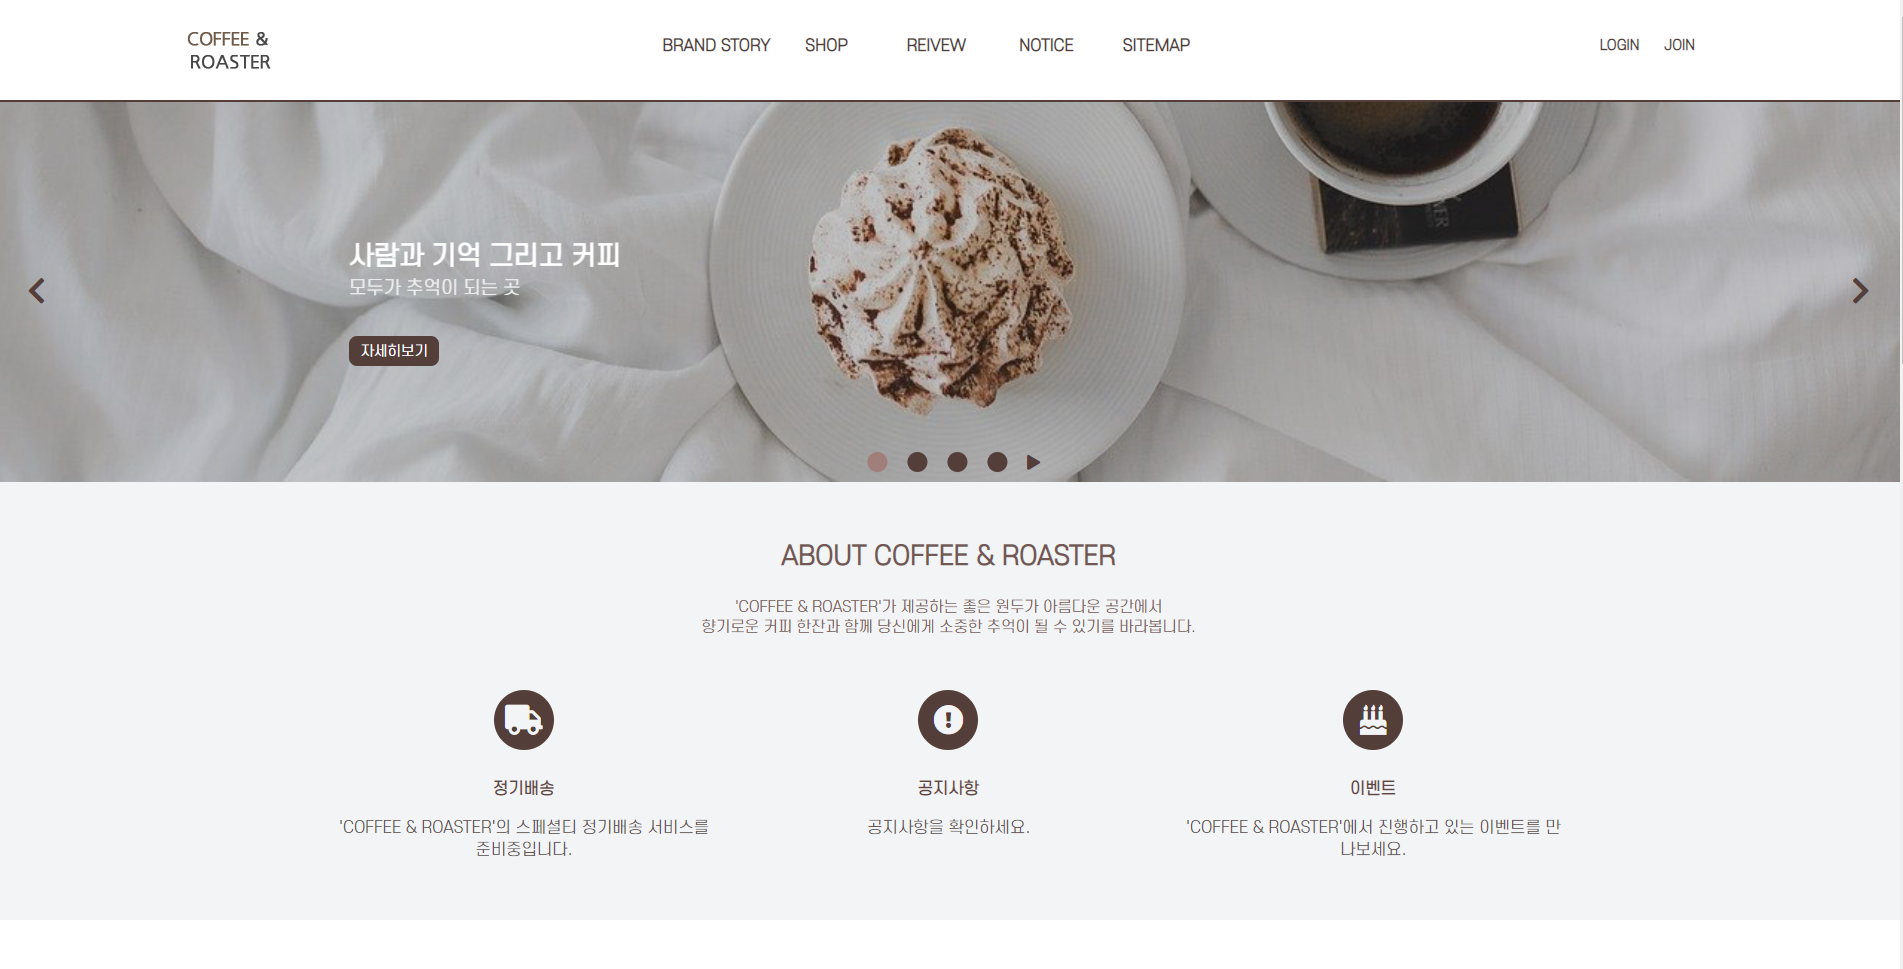 COFFEE &
ROASTER
BRAND STORY SHOP REIVEW NOTICE SITEMAP
LOGIN JOIN
사람과 기억 그리고 커피
모두가 추억이 되는 곳
자세히보기
ABOUT COFFEE & ROASTER
'COFFEE & ROASTER'가 제공하는 좋은 원두가 아름다운 공간에서
향기로운 커피 한잔과 함께 당신에게 소중한 추억이 될 수 있기를 바라봅니다.
정기배송
'COFFEE & ROASTER'의 스페셜티 정기배송 서비스를
준비중입니다.
공지사항
공지사항을 확인하세요.
이벤트
'COFFEE & ROASTER'에서 진행하고 있는 이벤트를 만
나보세요.